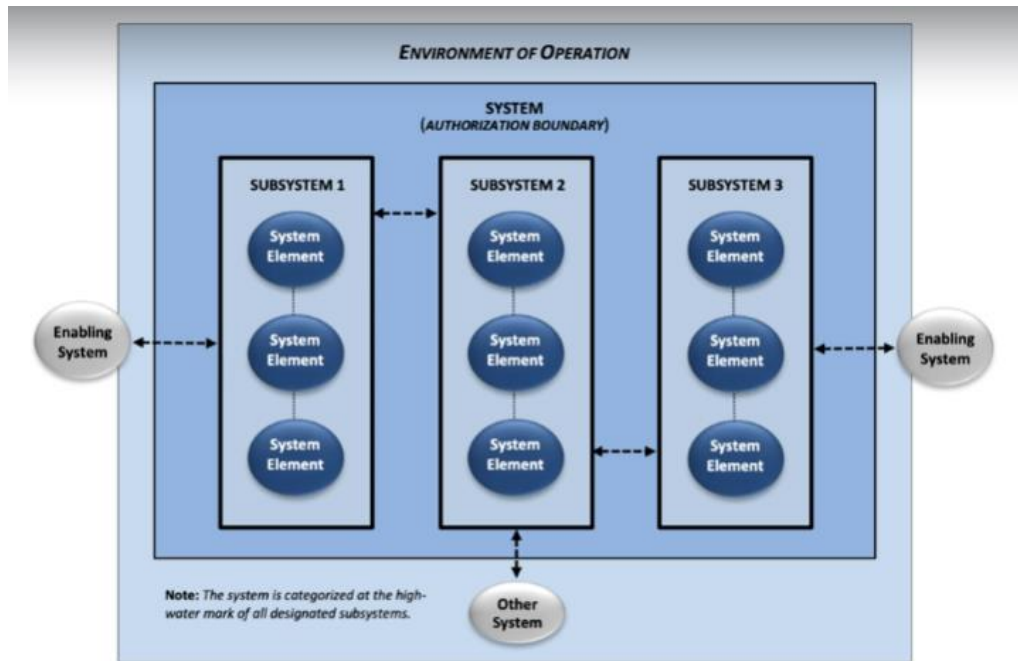 ENVIRONMENT OF OPERATION
SYSTEM
(AUTHORIZATION BOUNDARY)
SUBSYSTEM 1
System
Element
System
Element
System
Element
SUBSYSTEM 2
System
Element
System
Element
System
Element
SUBSYSTEM 3
System
Element
System
Element
System
Element
Enabling
System
Enabling
System
Other
System
Note: The system is categorized at the high-
water mark of all designated subsystems.